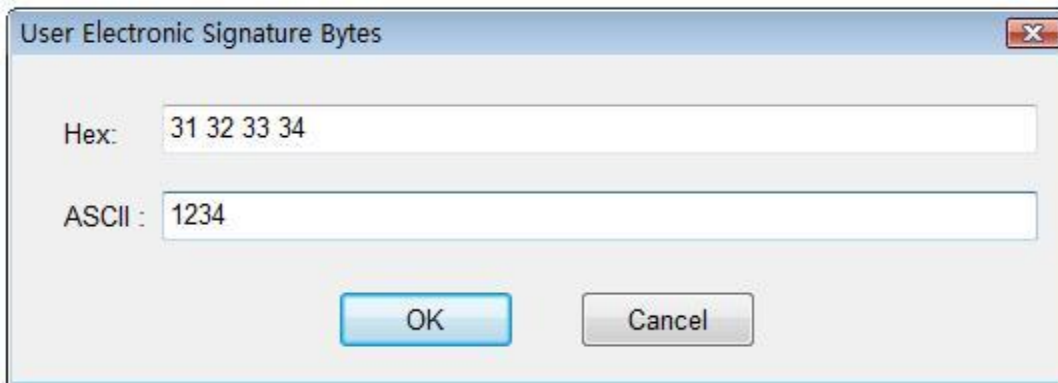 User Electronic Signature Bytes
Hex: 31 32 33 34
ASCII : 1234
OK Cancel